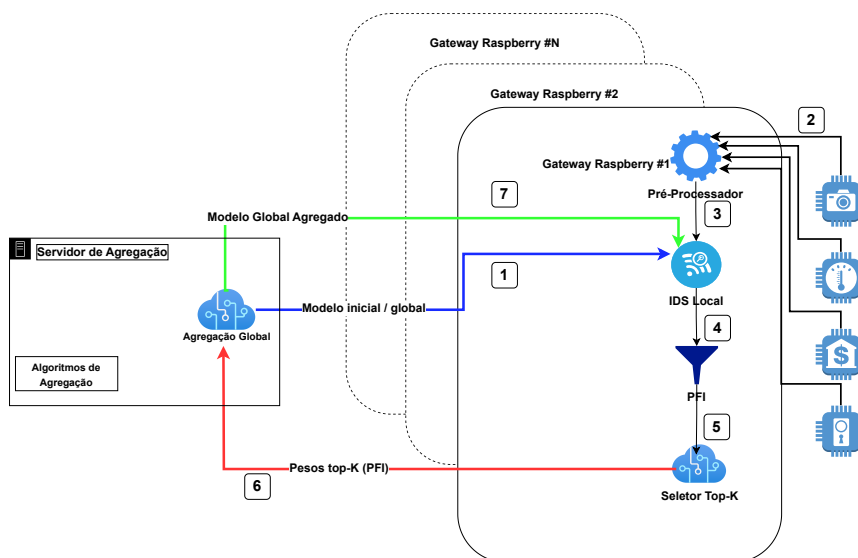 Gateway Raspberry #N
Gateway Raspberry #2
2
Gateway Raspberry #1
Pré-Processador
7
3
Modelo Global Agregado
Servidor de Agregação
1
IDS Local
Modelo inicial / global
Agregação Global
4
Algoritmos de
Agregação
$
PFI
5
Pesos top-K (PFI)
6
Seletor Top-K